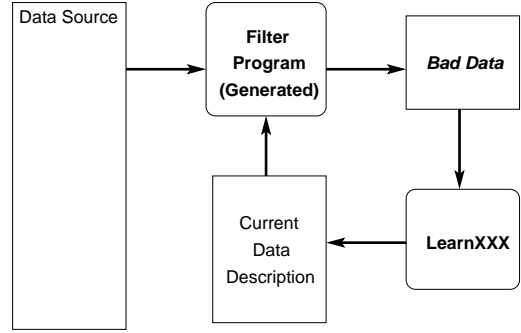 Data Source
Filter
Program
(Generated)
Bad Data
Current
Data
Description
LearnXXX